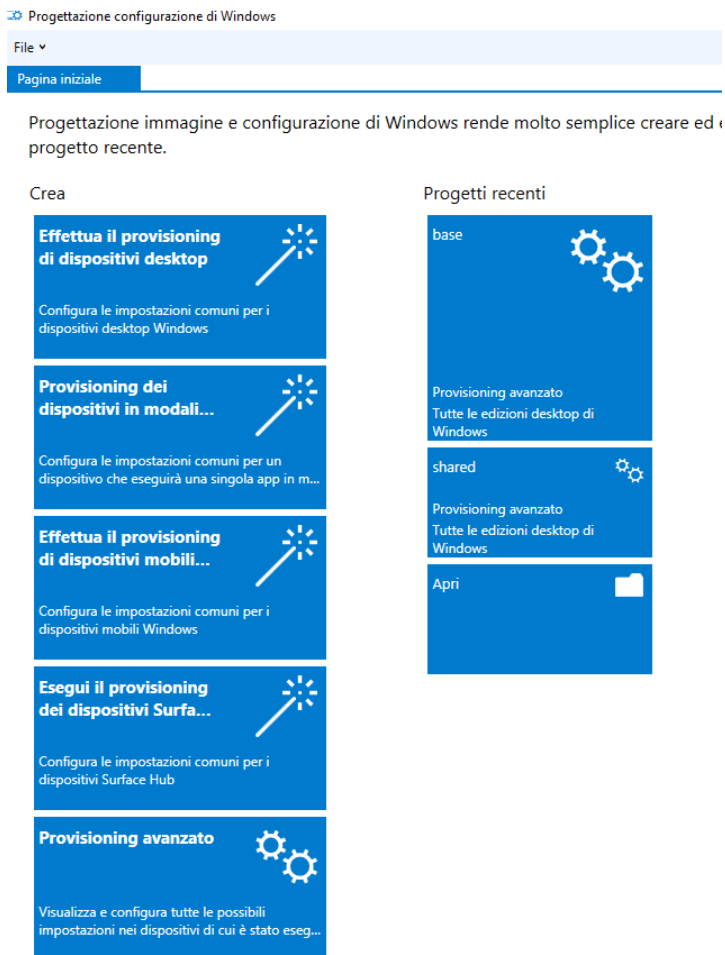 Progettazione configurazione di Windows
File
Pagina iniziale
Progettazione immagine e configurazione di Windows rende molto semplice creare ed
progetto recente.
Crea
Effettua il provisioning
di dispositivi desktop
Configura le impostazioni comuni per i
dispositivi desktop Windows
Provisioning dei
dispositivi in modali...
Configura le impostazioni comuni per un
dispositivo che eseguirà una singola app in m...
Effettua il provisioning
di dispositivi mobili...
Configura le impostazioni comuni per i
dispositivi mobili Windows
Esegui il provisioning
dei dispositivi Surfa...
Configura le impostazioni comuni per i
dispositivi Surface Hub
Provisioning avanzato
Visualizza e configura tutte le possibili
impostazioni nei dispositivi di cui è stato eseg...
Progetti recenti
base
Provisioning avanzato
Tutte le edizioni desktop di
Windows
shared
Provisioning avanzato
Tutte le edizioni desktop di
Windows
Apri